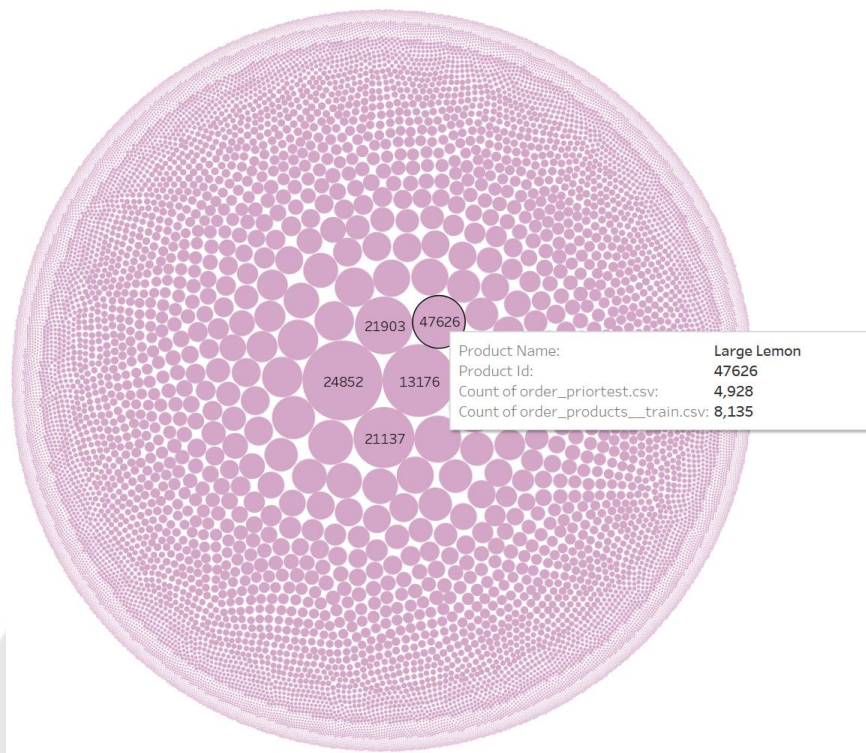 21903
47626
24852
13176
21137
Product Name: Large Lemon
Product Id: 47626
Count of order_priortest.csv: 4,928
Count of order_products__train.csv: 8,135